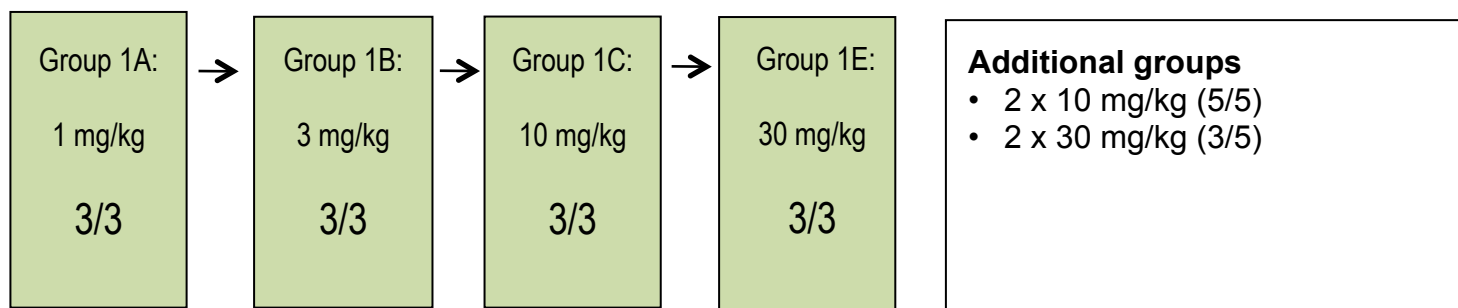 Group 1A:
1 mg/kg
3/3
Group 1B:
3 mg/kg
3/3
Group 1C:
10 mg/kg
3/3
Group 1E:
30 mg/kg
3/3
Additional groups
• 2 x 10 mg/kg (5/5)
• 2 x 30 mg/kg (3/5)